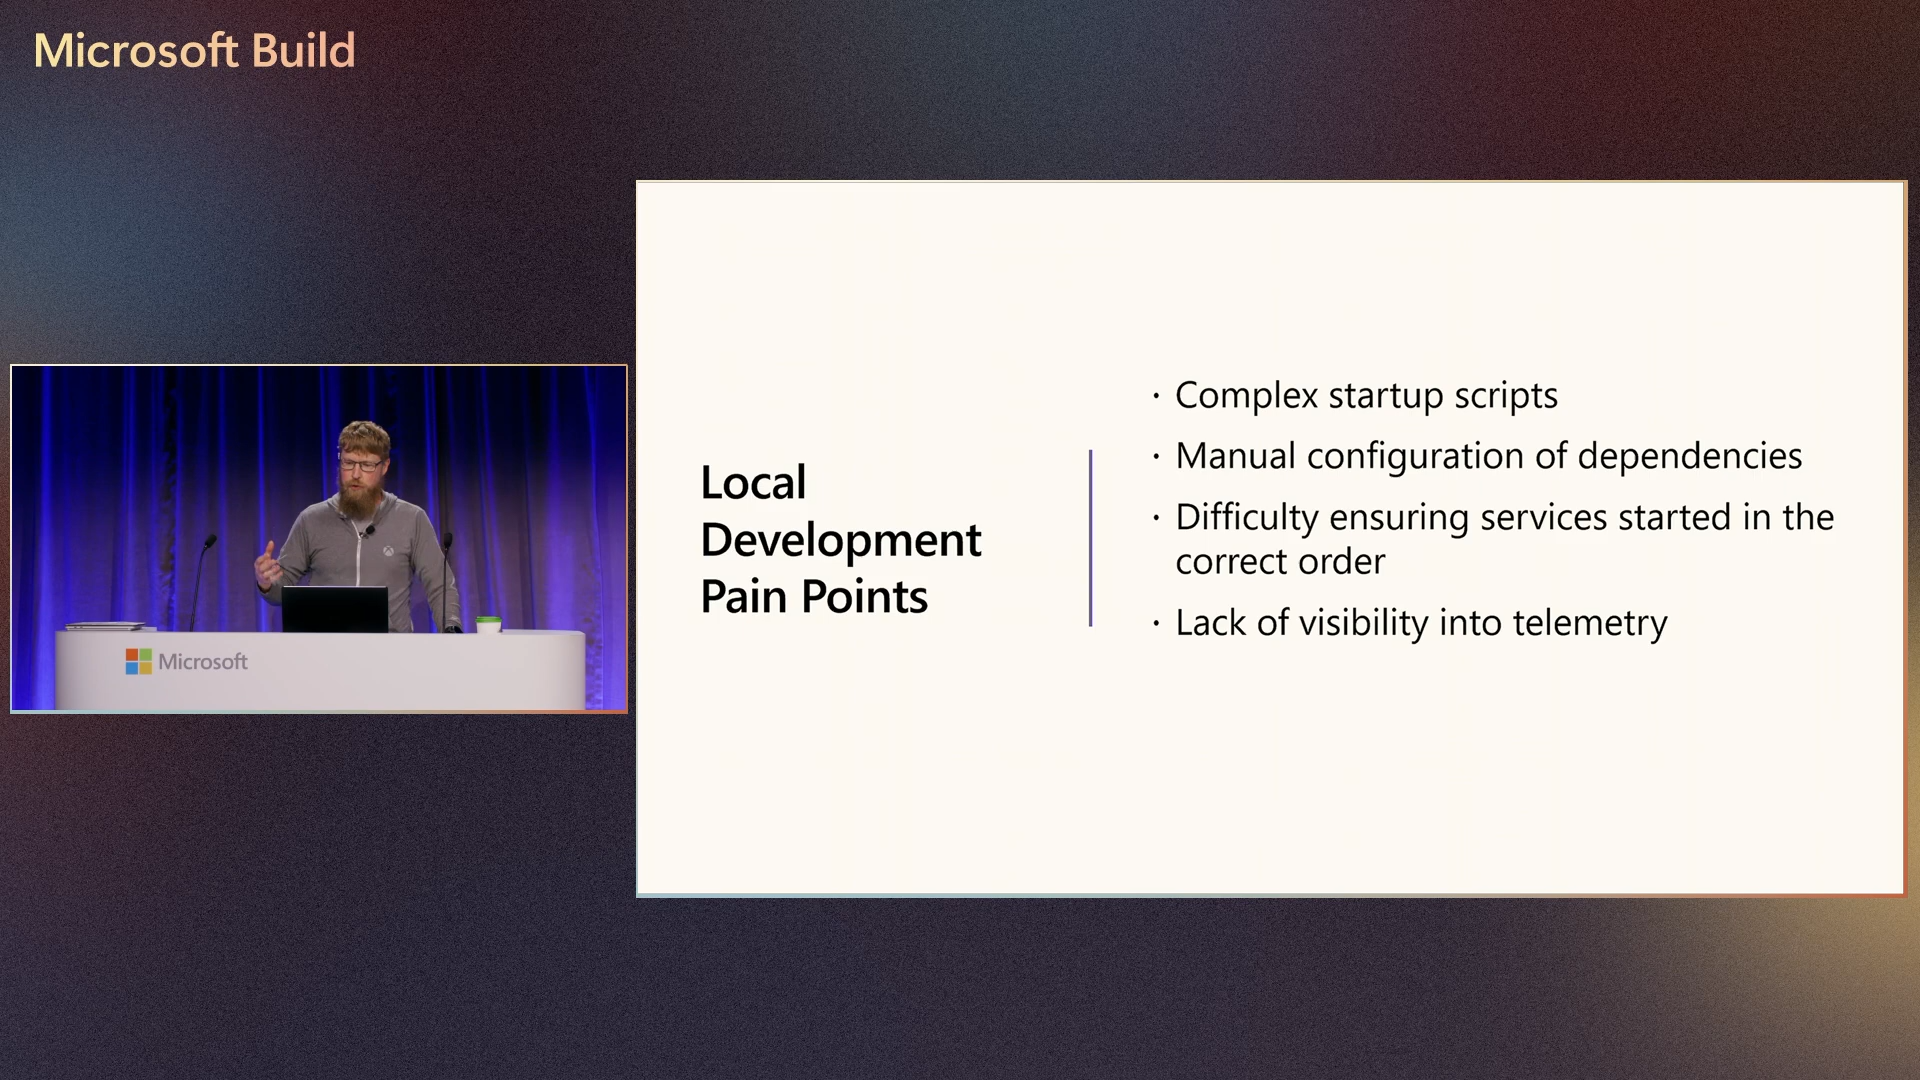 Microsoft Build
Local
Development
Pain Points
· Complex startup scripts
· Manual configuration of dependencies
· Difficulty ensuring services started in the
correct order
· Lack of visibility into telemetry
Microsoft